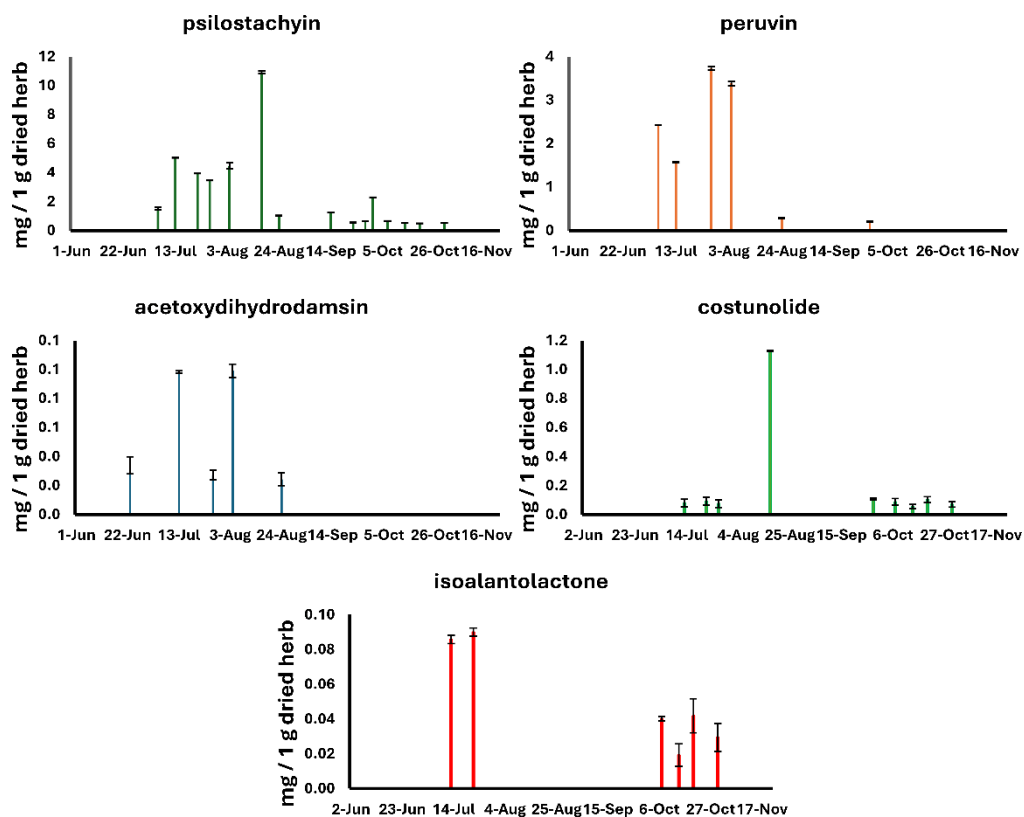 psilostachyin
mg / 1 g dried herb
12
10
8
6
4
2
0
1-Jun 22-Jun 13-Jul 3-Aug 24-Aug 14-Sep 5-Oct 26-Oct 16-Nov
peruvin
mg / 1 g dried herb
4
3
2
1
0
1-Jun 22-Jun 13-Jul 3-Aug 24-Aug 14-Sep 5-Oct 26-Oct 16-Nov
acetoxydihydrodamsin
mg / 1 g dried herb
0.1
0.1
0.1
0.1
0.0
0.0
0.0
1-Jun 22-Jun 13-Jul 3-Aug 24-Aug 14-Sep 5-Oct 26-Oct 16-Nov
costunolide
mg / 1 g dried herb
1.2
1.0
0.8
0.6
0.4
0.2
0.0
2-Jun 23-Jun 14-Jul 4-Aug 25-Aug 15-Sep 6-Oct 27-Oct 17-Nov
isoalantolactone
mg / 1 g dried herb
0.10
0.08
0.06
0.04
0.02
0.00
2-Jun 23-Jun 14-Jul 4-Aug 25-Aug 15-Sep 6-Oct 27-Oct 17-Nov